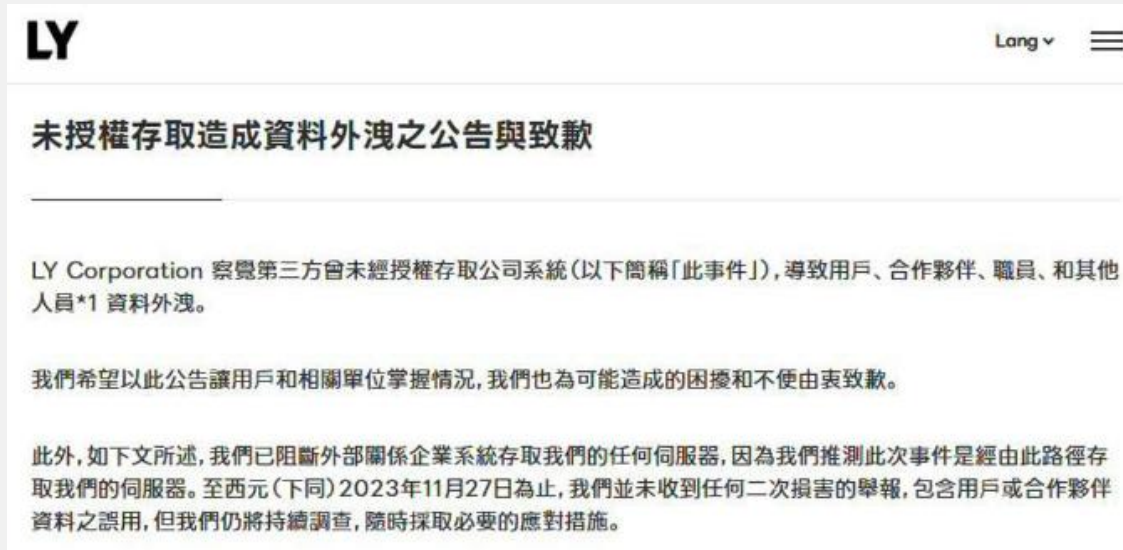 LY
Lang
未授權存取造成資料外洩之公告與致歉
LY Corporation 察覺第三方曾未經授權存取公司系統(以下簡稱「此事件」),導致用戶、合作夥伴、職員、和其他
人員*1 資料外洩。
我們希望以此公告讓用戶和相關單位掌握情況,我們也為可能造成的困擾和不便由衷致歉。
此外,如下文所述,我們已阻斷外部關係企業系統存取我們的任何伺服器,因為我們推測此次事件是經由此路徑存
取我們的伺服器。至西元(下同)2023年11月27日為止,我們並未收到任何二次損害的舉報,包含用戶或合作夥伴
資料之誤用,但我們仍將持續調查,隨時採取必要的應對措施。